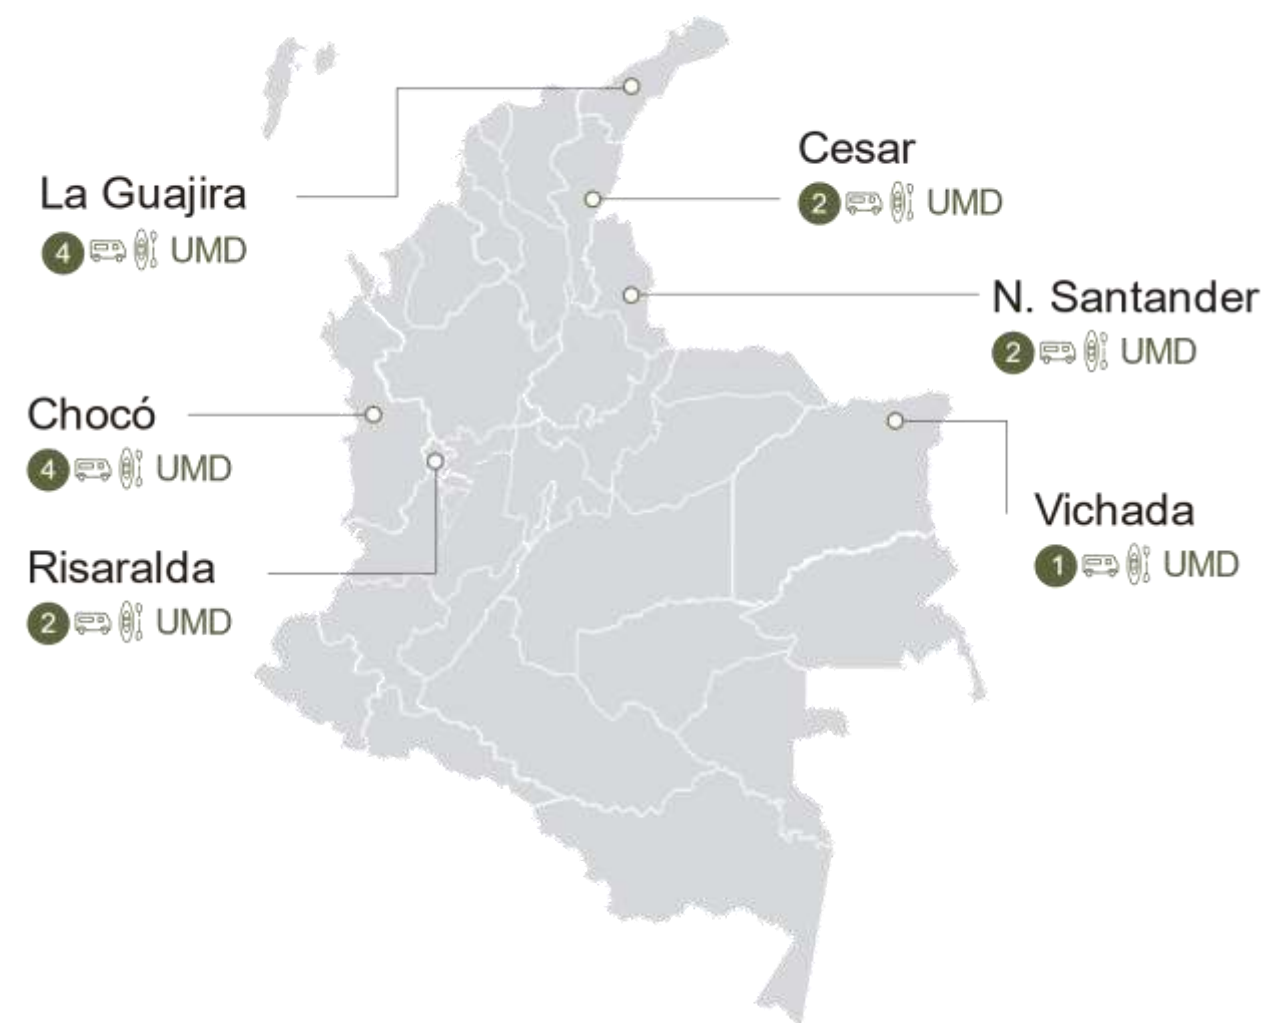 La Guajira
4 UMD
Cesar
2 UMD
N. Santander
2 UMD
Chocó
4 UMD
Risaralda
2 UMD
Vichada
1 UMD